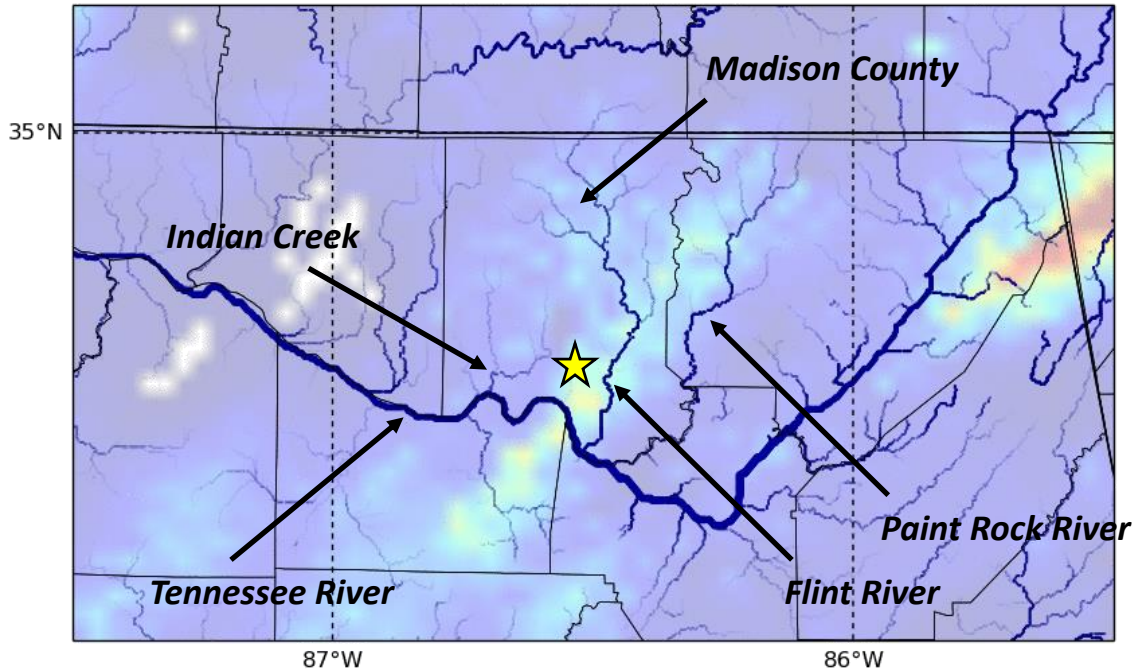 Madison County
35°N
Indian Creek
Paint Rock River
Tennessee River
Flint River
87°W
86°W